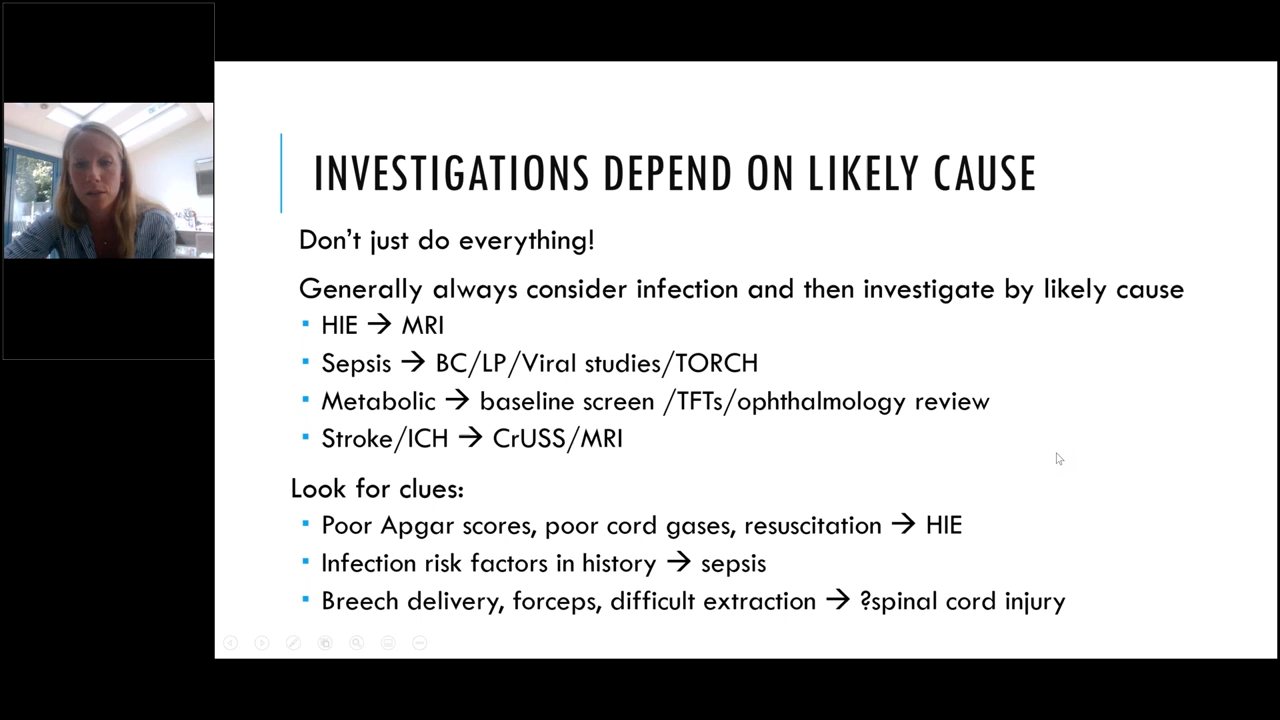 INVESTIGATIONS DEPEND ON LIKELY CAUSE
Don't just do everything!
Generally always consider infection and then investigate by likely cause
▪ HIE → MRI
▪ Sepsis → BC/LP/Viral studies/TORCH
▪ Metabolic → baseline screen /TFTs/ophthalmology review
▪ Stroke/ICH → CrUSS/MRI
Look for clues:
▪ Poor Apgar scores, poor cord gases, resuscitation → HIE
▪ Infection risk factors in history → sepsis
▪ Breech delivery, forceps, difficult extraction → ?spinal cord injury